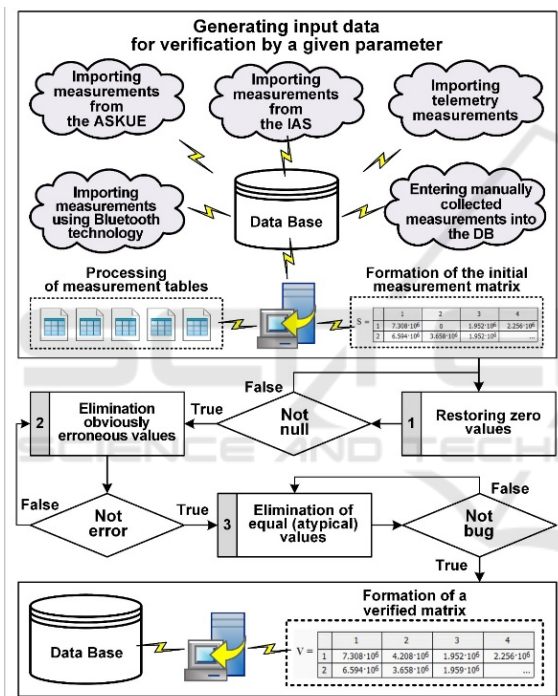 Generating input data
for verification by a given parameter
Importing
measurements
from
the ASKUE
Importing
measurements
from
the IAS
Importing
telemetry
measurements
Importing
measurements
using Bluetooth
technology
Data Base
Entering manually
collected
measurements into
the DB
Processing
of measurement tables
Formation of the initial
measurement matrix
S =
1 2 3 4
1 7.308·10⁶ 0 1.952·10⁶ 2.256·10⁶
2 6.594·10⁶ 3.658·10⁶ 1.952·10⁶ ...
False
True
2
Elimination
obviously
erroneous values
Not
null
1
Restoring zero
values
SCIENCE AND TECH
False
Not
error
True
3
Elimination of
equal (atypical)
values
False
Not
bug
True
Formation of a
verified matrix
Data Base
V =
1 2 3 4
1 7.308·10⁶ 4.208·10⁶ 1.952·10⁶ 2.256·10⁶
2 6.594·10⁶ 3.658·10⁶ 1.959·10⁶ ...